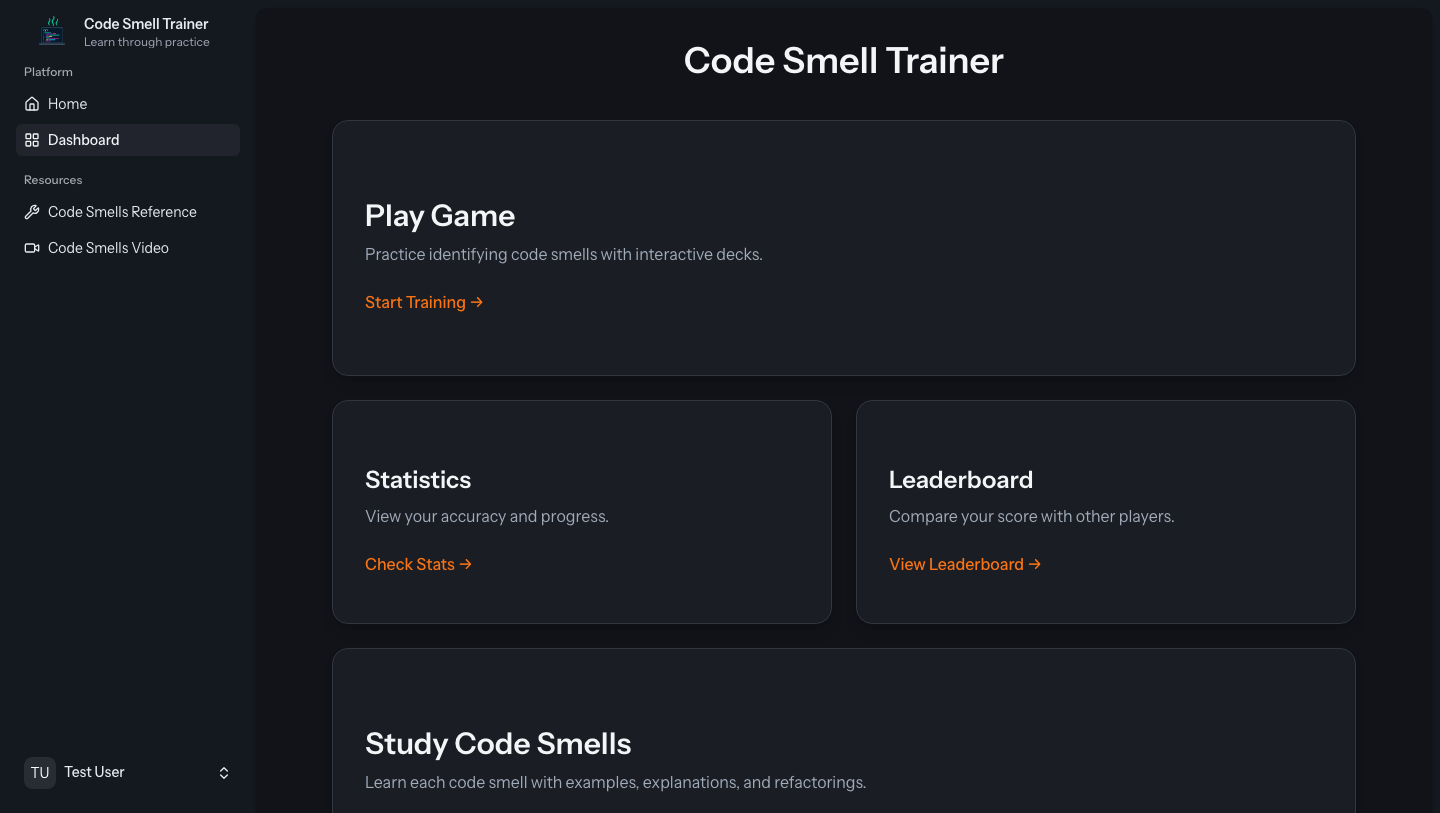 Code Smell Trainer
Learn through practice
Platform
Home
Dashboard
Resources
Code Smells Reference
Code Smells Video
TU
Test User
Code Smell Trainer
Play Game
Practice identifying code smells with interactive decks.
Start Training →
Statistics
View your accuracy and progress.
Check Stats →
Leaderboard
Compare your score with other players.
View Leaderboard →
Study Code Smells
Learn each code smell with examples, explanations, and refactorings.